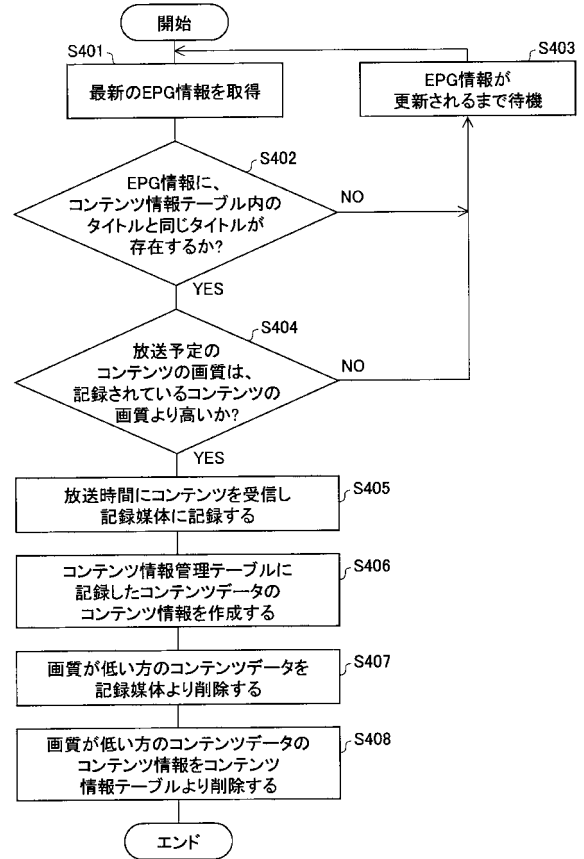 開始
S401
最新のEPG情報を取得
S403
EPG情報が
更新されるまで待機
S402
EPG情報に、
コンテンツ情報テーブル内の
タイトルと同じタイトルが
存在するか?
NO
YES
S404
放送予定の
コンテンツの画質は、
記録されているコンテンツの
画質より高いか?
NO
YES
S405
放送時間にコンテンツを受信し
記録媒体に記録する
S406
コンテンツ情報管理テーブルに
記録したコンテンツデータの
コンテンツ情報を作成する
S407
画質が低い方のコンテンツデータを
記録媒体より削除する
S408
画質が低い方のコンテンツデータの
コンテンツ情報をコンテンツ
情報テーブルより削除する
エンド